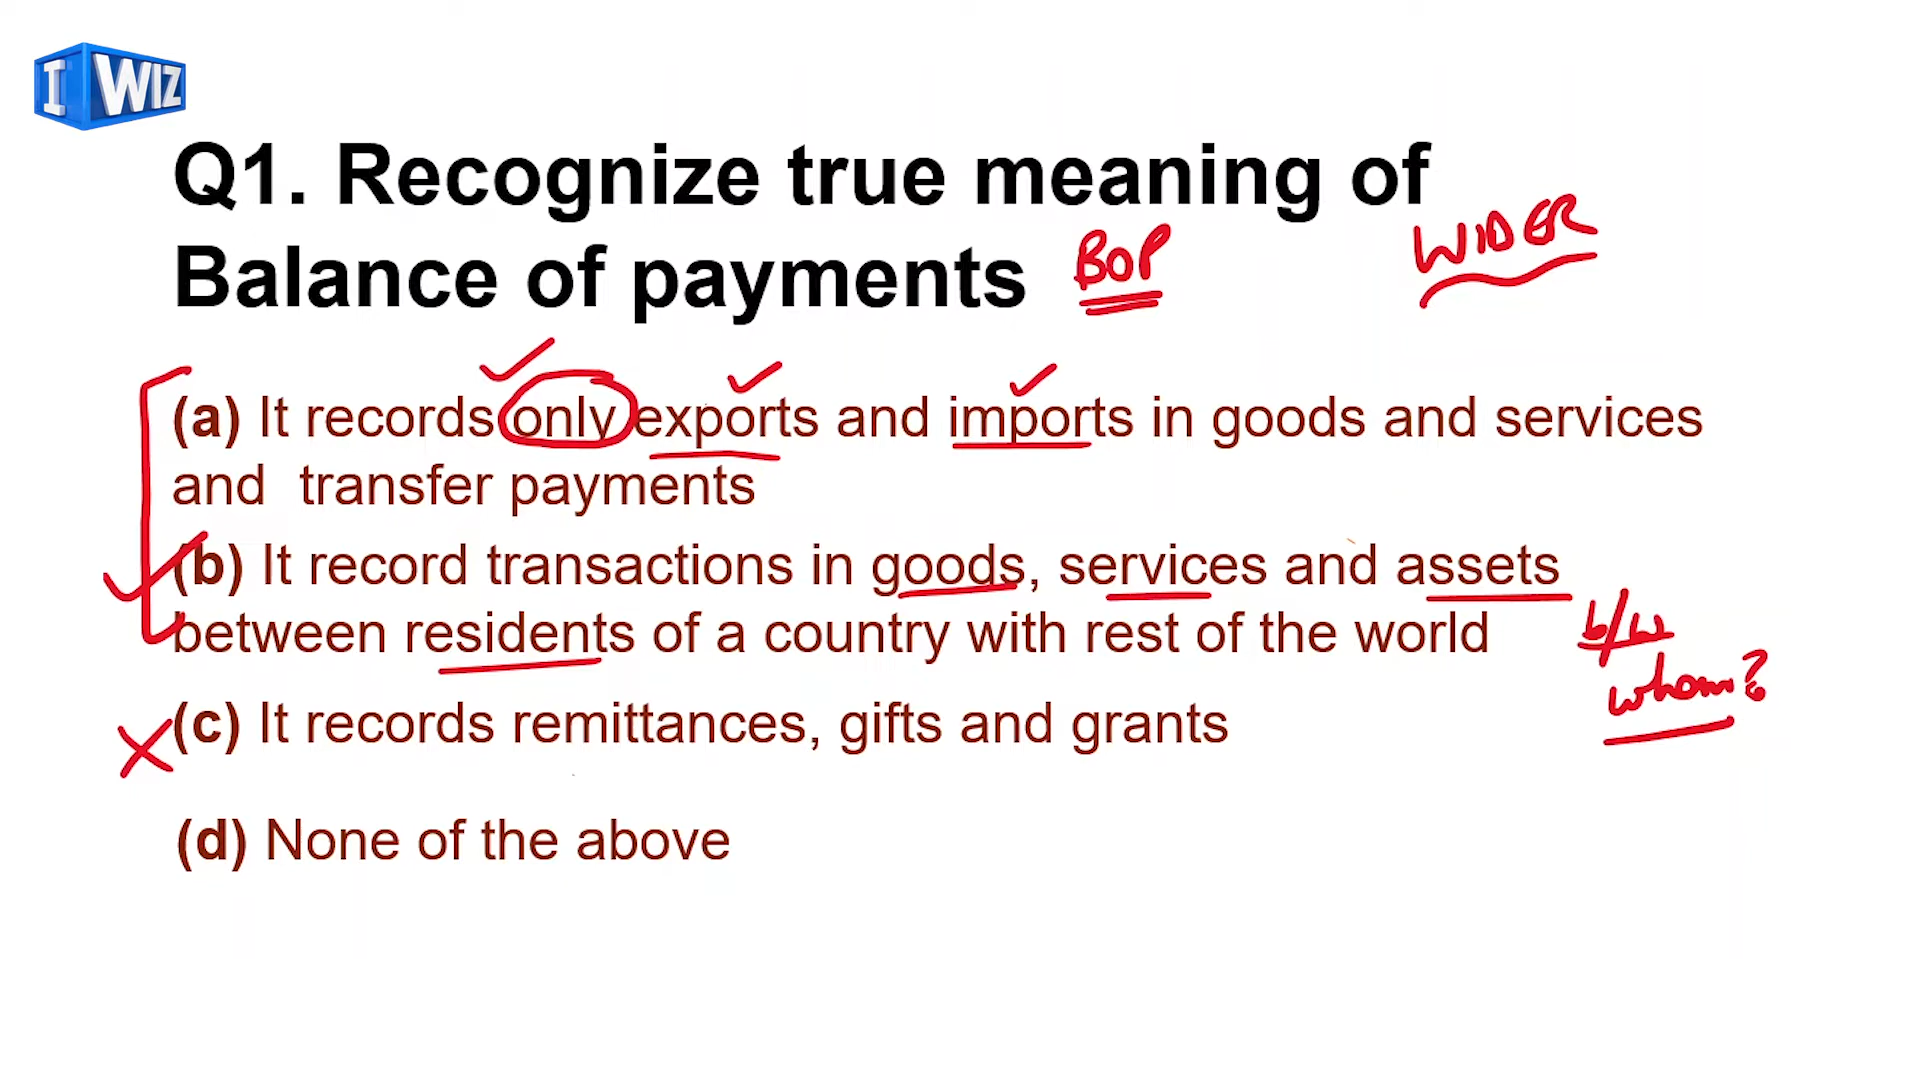 I WIZ
Q1. Recognize true meaning of
WIDER
Balance of payments BOP
(a) It records only exports and imports in goods and services
and transfer payments
(b) It record transactions in goods, services and assets
between residents of a country with rest of the world
b/w
whom?
(c) It records remittances, gifts and grants
(d) None of the above